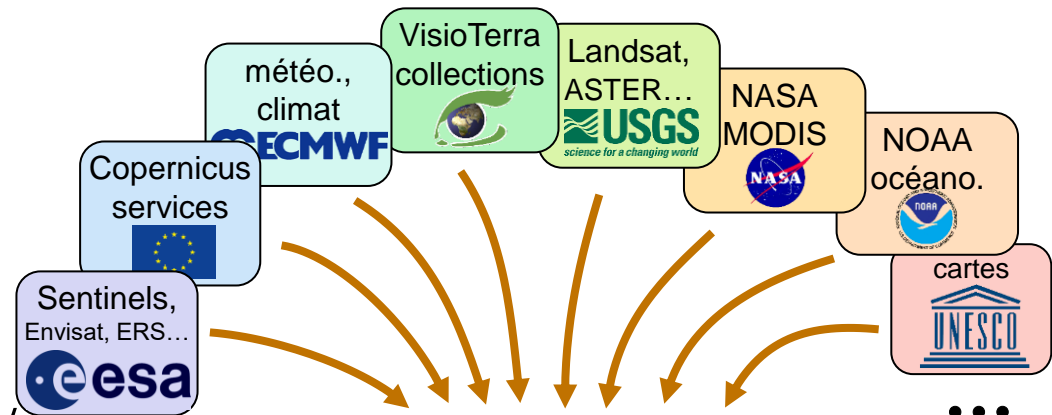 VisioTerra
collections
météo.,
climat
ECMWF
Landsat,
ASTER…
USGS
science for a changing world
NASA
MODIS
NASA
NOAA
océano.
NOAA
Copernicus
services
cartes
UNESCO
Sentinels,
Envisat, ERS…
esa
...